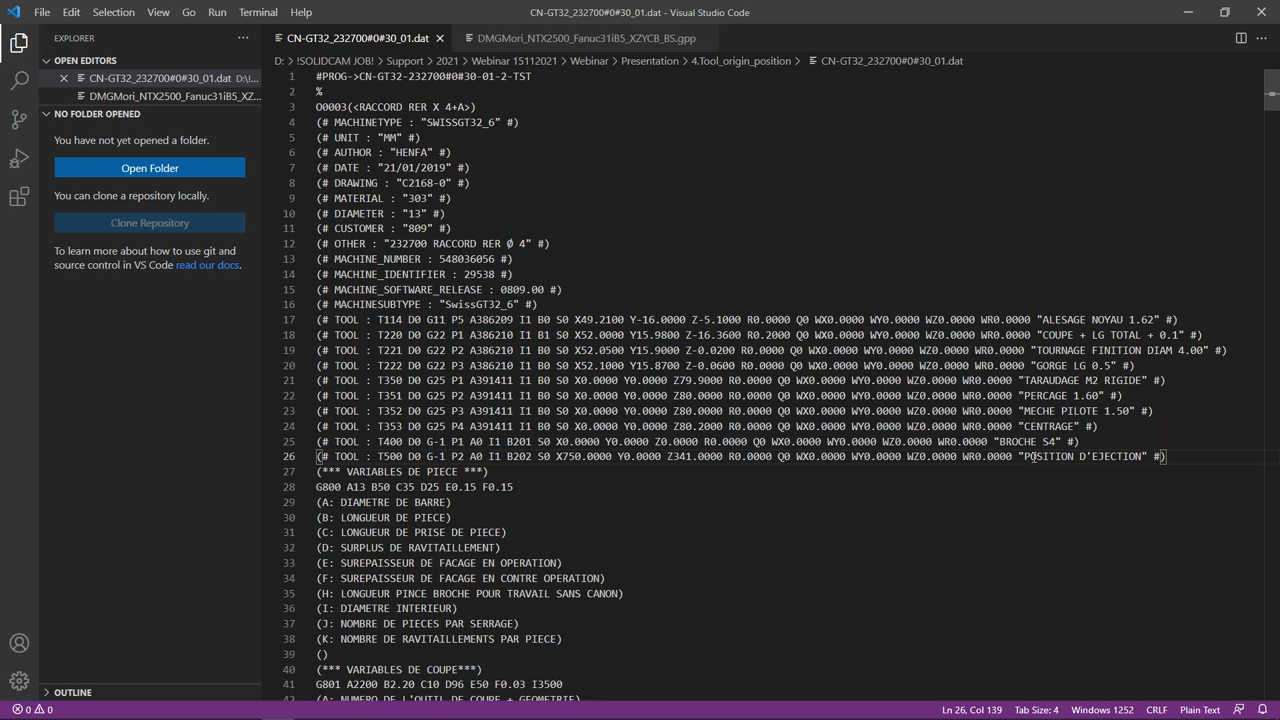 File Edit Selection View Go Run Terminal Help
CN-GT32_232700#0#30_01.dat - Visual Studio Code
EXPLORER
CN-GT32_232700#0#30_01.dat
DMGMori_NTX2500_Fanuc31iB5_XZYCB_BS.gpp
OPEN EDITORS
CN-GT32_232700#0#30_01.dat D:\!S...
DMGMori_NTX2500_Fanuc31iB5_XZ...
NO FOLDER OPENED
You have not yet opened a folder.
Open Folder
You can clone a repository locally.
Clone Repository
To learn more about how to use git and
source control in VS Code read our docs.
OUTLINE
D: > !SOLIDCAM JOB! > Support > 2021 > Webinar 15112021 > Webinar > Presentation > 4.Tool_origin_position > CN-GT32_232700#0#30_01.dat
1 #PROG->CN-GT32-232700#0#30-01-2-TST
2 %
3 O0003(<RACCORD RER X 4+A>)
4 (# MACHINETYPE : "SWISSGT32_6" #)
5 (# UNIT : "MM" #)
6 (# AUTHOR : "HENFA" #)
7 (# DATE : "21/01/2019" #)
8 (# DRAWING : "C2168-0" #)
9 (# MATERIAL : "303" #)
10 (# DIAMETER : "13" #)
11 (# CUSTOMER : "809" #)
12 (# OTHER : "232700 RACCORD RER Ø 4" #)
13 (# MACHINE_NUMBER : 548036056 #)
14 (# MACHINE_IDENTIFIER : 29538 #)
15 (# MACHINE_SOFTWARE_RELEASE : 0809.00 #)
16 (# MACHINESUBTYPE : "SwissGT32_6" #)
17 (# TOOL : T114 D0 G11 P5 A386209 I1 B0 S0 X49.2100 Y-16.0000 Z-5.1000 R0.0000 Q0 WX0.0000 WY0.0000 WZ0.0000 WR0.0000 "ALESAGE NOYAU 1.62" #)
18 (# TOOL : T220 D0 G22 P1 A386210 I1 B1 S0 X52.0000 Y15.9800 Z-16.3600 R0.2000 Q0 WX0.0000 WY0.0000 WZ0.0000 WR0.0000 "COUPE + LG TOTAL + 0.1" #)
19 (# TOOL : T221 D0 G22 P2 A386210 I1 B0 S0 X52.0500 Y15.9000 Z-0.0200 R0.0000 Q0 WX0.0000 WY0.0000 WZ0.0000 WR0.0000 "TOURNAGE FINITION DIAM 4.00" #)
20 (# TOOL : T222 D0 G22 P3 A386210 I1 B0 S0 X52.1000 Y15.8700 Z-0.0600 R0.0000 Q0 WX0.0000 WY0.0000 WZ0.0000 WR0.0000 "GORGE LG 0.5" #)
21 (# TOOL : T350 D0 G25 P1 A391411 I1 B0 S0 X0.0000 Y0.0000 Z79.9000 R0.0000 Q0 WX0.0000 WY0.0000 WZ0.0000 WR0.0000 "TARAUDAGE M2 RIGIDE" #)
22 (# TOOL : T351 D0 G25 P2 A391411 I1 B0 S0 X0.0000 Y0.0000 Z80.0000 R0.0000 Q0 WX0.0000 WY0.0000 WZ0.0000 WR0.0000 "PERCAGE 1.60" #)
23 (# TOOL : T352 D0 G25 P3 A391411 I1 B0 S0 X0.0000 Y0.0000 Z80.0000 R0.0000 Q0 WX0.0000 WY0.0000 WZ0.0000 WR0.0000 "MECHE PILOTE 1.50" #)
24 (# TOOL : T353 D0 G25 P4 A391411 I1 B0 S0 X0.0000 Y0.0000 Z80.2000 R0.0000 Q0 WX0.0000 WY0.0000 WZ0.0000 WR0.0000 "CENTRAGE" #)
25 (# TOOL : T400 D0 G-1 P1 A0 I1 B201 S0 X0.0000 Y0.0000 Z0.0000 R0.0000 Q0 WX0.0000 WY0.0000 WZ0.0000 WR0.0000 "BROCHE S4" #)
26 (# TOOL : T500 D0 G-1 P2 A0 I1 B202 S0 X750.0000 Y0.0000 Z341.0000 R0.0000 Q0 WX0.0000 WY0.0000 WZ0.0000 WR0.0000 "POSITION D'EJECTION" #)
27 (*** VARIABLES DE PIECE ***)
28 G800 A13 B50 C35 D25 E0.15 F0.15
29 (A: DIAMETRE DE BARRE)
30 (B: LONGUEUR DE PIECE)
31 (C: LONGUEUR DE PRISE DE PIECE)
32 (D: SURPLUS DE RAVITAILLEMENT)
33 (E: SUREPAISSEUR DE FACAGE EN OPERATION)
34 (F: SUREPAISSEUR DE FACAGE EN CONTRE OPERATION)
35 (H: LONGUEUR PINCE BROCHE POUR TRAVAIL SANS CANON)
36 (I: DIAMETRE INTERIEUR)
37 (J: NOMBRE DE PIECES PAR SERRAGE)
38 (K: NOMBRE DE RAVITAILLEMENTS PAR PIECE)
39 ()
40 (*** VARIABLES DE COUPE***)
41 G801 A2200 B2.20 C10 D96 E50 F0.03 I3500
42 (A: NUMERO DE L'OUTIL DE COUPE + GEOMETRIE)
0 0
Ln 26, Col 139 Tab Size: 4 Windows 1252 CRLF Plain Text